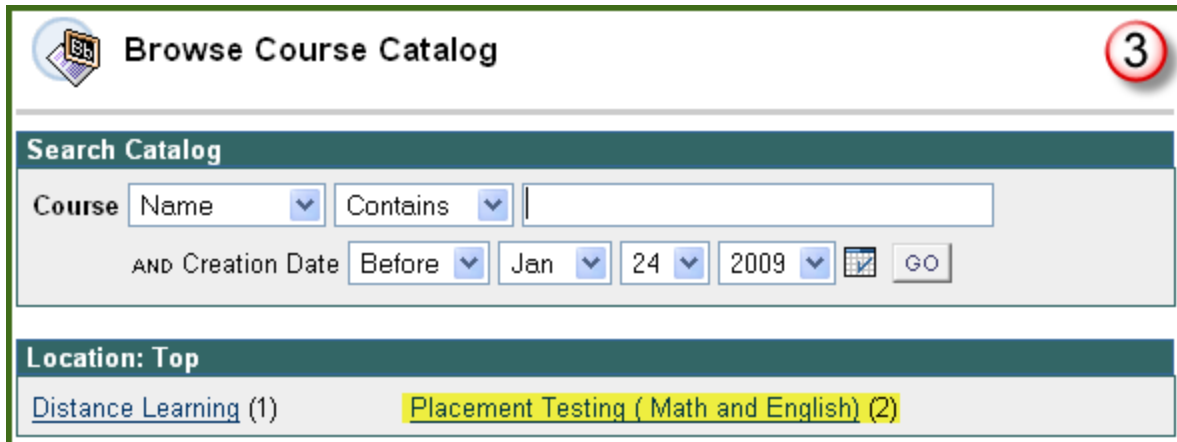 Browse Course Catalog 3
Search Catalog
Course Name Contains
AND Creation Date Before Jan 24 2009 GO
Location: Top
Distance Learning (1) Placement Testing ( Math and English) (2)